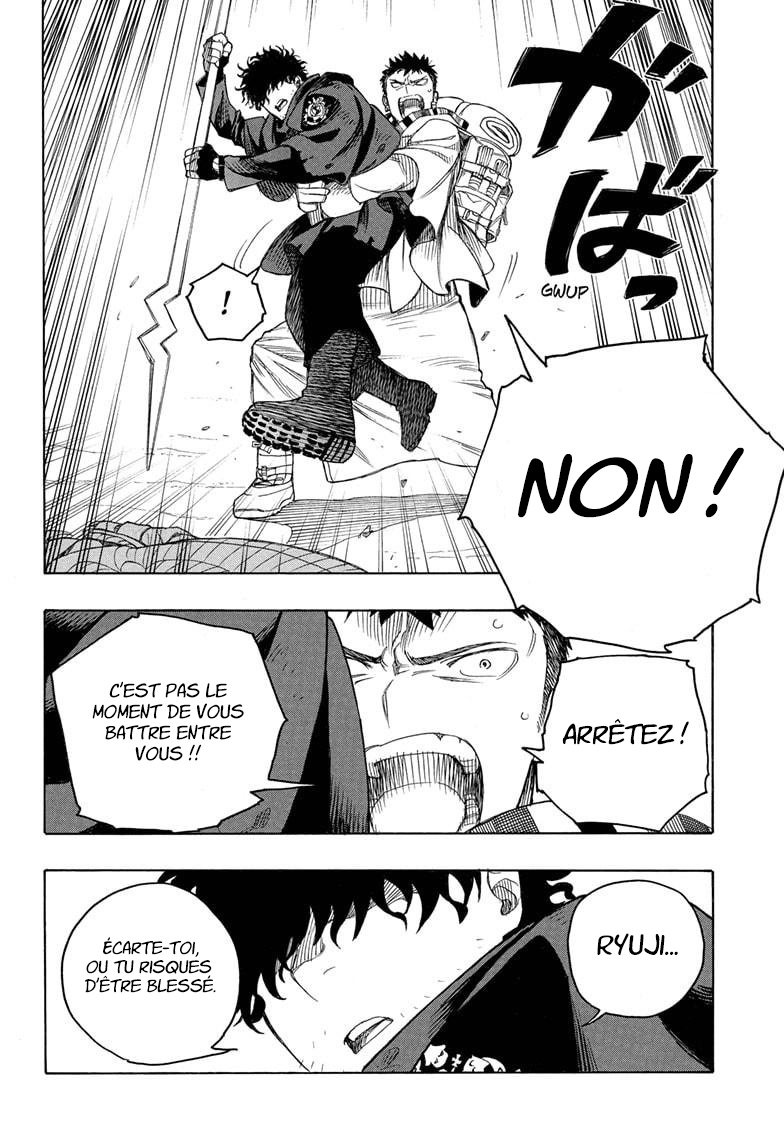 ガ
ばっ
GWUP
!
NON !
ARRÊTEZ !
C'EST PAS LE
MOMENT DE VOUS
BATTRE ENTRE
VOUS !!
RYUJI...
ÉCARTE-TOI,
OU TU RISQUES
D'ÊTRE BLESSÉ.